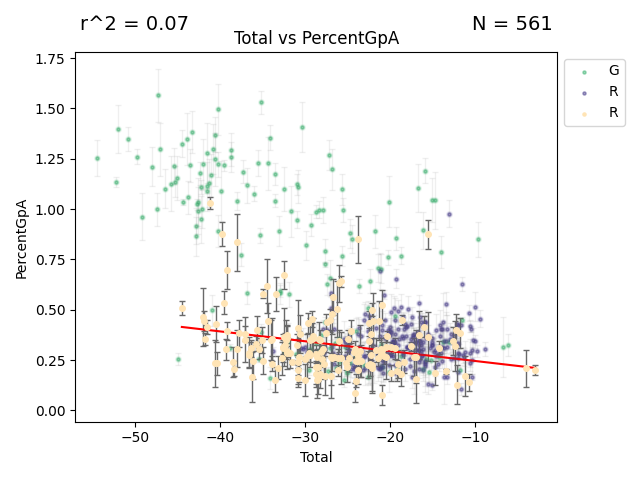 r^2 = 0.07
N = 561
Total vs PercentGpA
1.75
1.50
1.25
1.00
0.75
0.50
0.25
0.00
PercentGpA
−50
−40
−30
−20
−10
Total
G
R
R